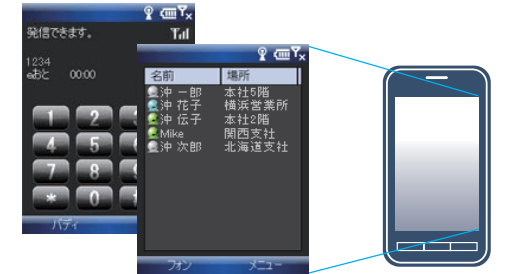 発信できます。
1234
eおと 00:00
1 2
4 5
7 8
* 0
バディ
名前 場所
沖 一郎 本社5階
沖 花子 横浜営業所
沖 伝子 本社2階
Mike 関西支社
沖 次郎 北海道支社
フォン メニュー